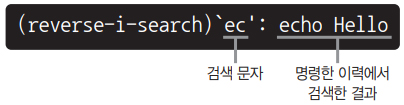 (reverse-i-search)`ec': echo Hello
검색 문자
명령한 이력에서
검색한 결과